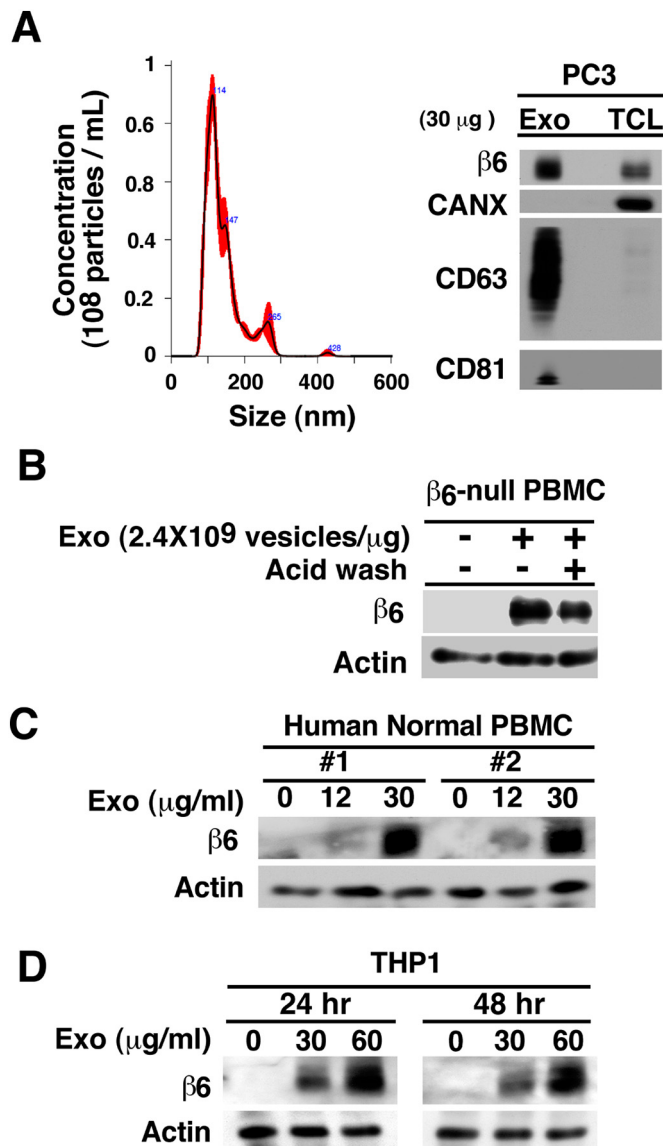 A
Concentration
(108 particles / mL)
1
0.6
0.8
0.4
0.2
0
114
147
265
428
0 200 400 600
Size (nm)
PC3
(30 μg ) Exo TCL
β6
CANX
CD63
CD81
B
β6-null PBMC
Exo (2.4X109 vesicles/μg) - + +
Acid wash - - +
β6
Actin
C
Human Normal PBMC
#1 #2
Exo (μg/ml) 0 12 30 0 12 30
β6
Actin
D
THP1
24 hr 48 hr
Exo (μg/ml) 0 30 60 0 30 60
β6
Actin